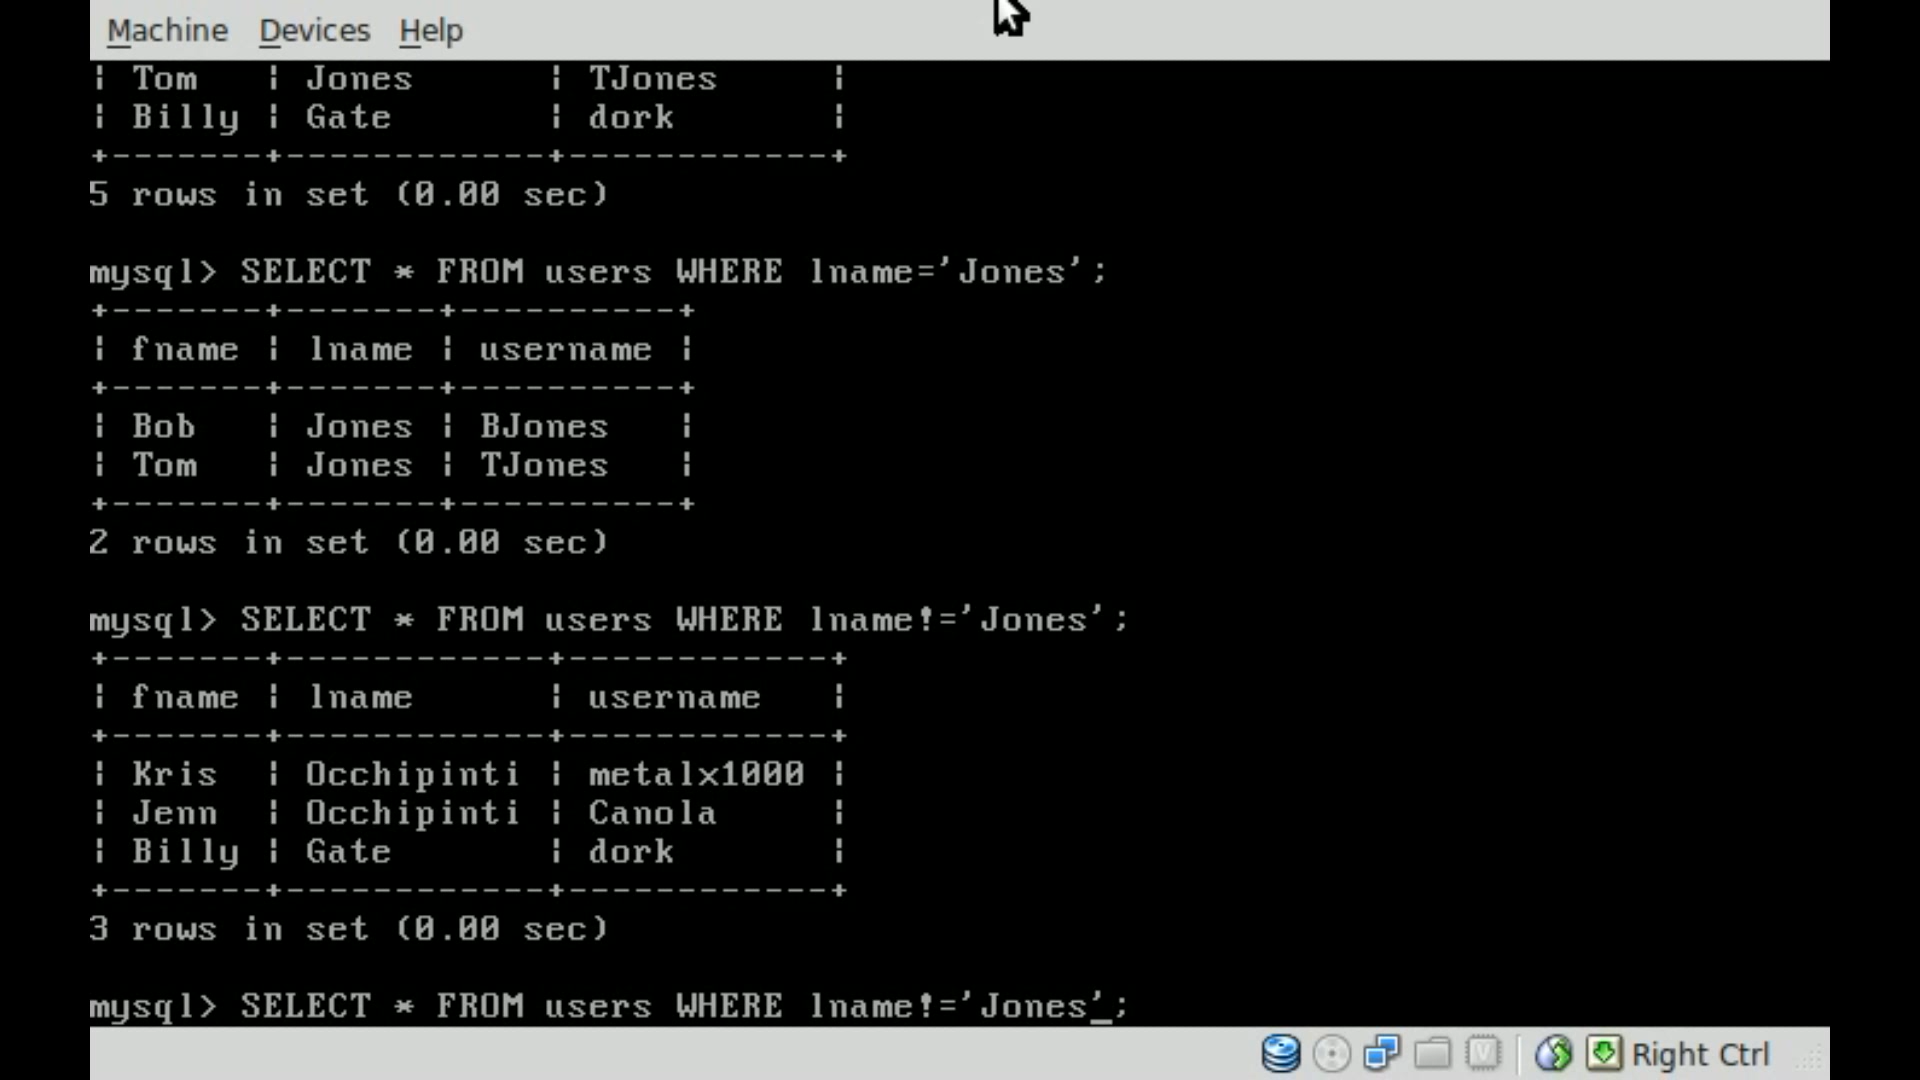 Machine Devices Help
| Tom   | Jones      | TJones     |
| Billy | Gate       | dork       |
+-------+------------+------------+
5 rows in set (0.00 sec)
mysql> SELECT * FROM users WHERE lname='Jones';
+-------+-------+----------+
| fname | lname | username |
+-------+-------+----------+
| Bob   | Jones | BJones   |
| Tom   | Jones | TJones   |
+-------+-------+----------+
2 rows in set (0.00 sec)
mysql> SELECT * FROM users WHERE lname!='Jones';
+-------+------------+------------+
| fname | lname      | username   |
+-------+------------+------------+
| Kris  | Occhipinti | metalx1000 |
| Jenn  | Occhipinti | Canola     |
| Billy | Gate       | dork       |
+-------+------------+------------+
3 rows in set (0.00 sec)
mysql> SELECT * FROM users WHERE lname!='Jones';
Right Ctrl